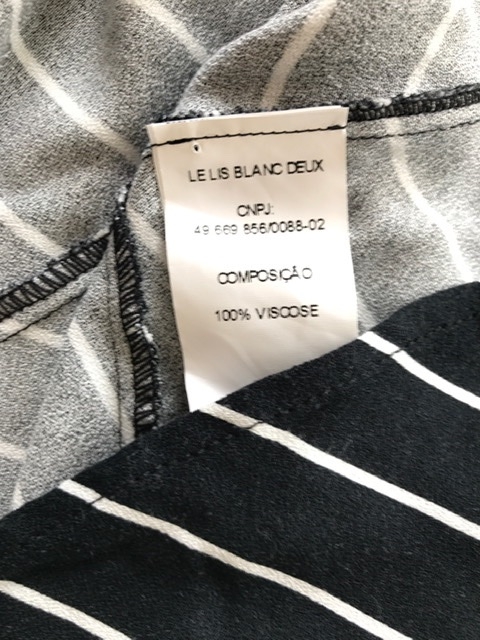 LE LIS BLANC DEUX
CNPJ:
49 669 856/0088-02
COMPOSIÇÃO
100% VISCOSE